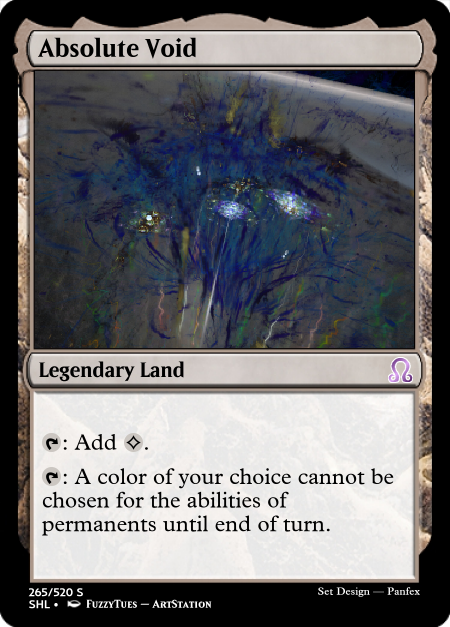 Absolute Void
Legendary Land
: Add .
: A color of your choice cannot be
chosen for the abilities of
permanents until end of turn.
265/520 S
Set Design — Panfex
SHL • FuzzyTues — ArtStation